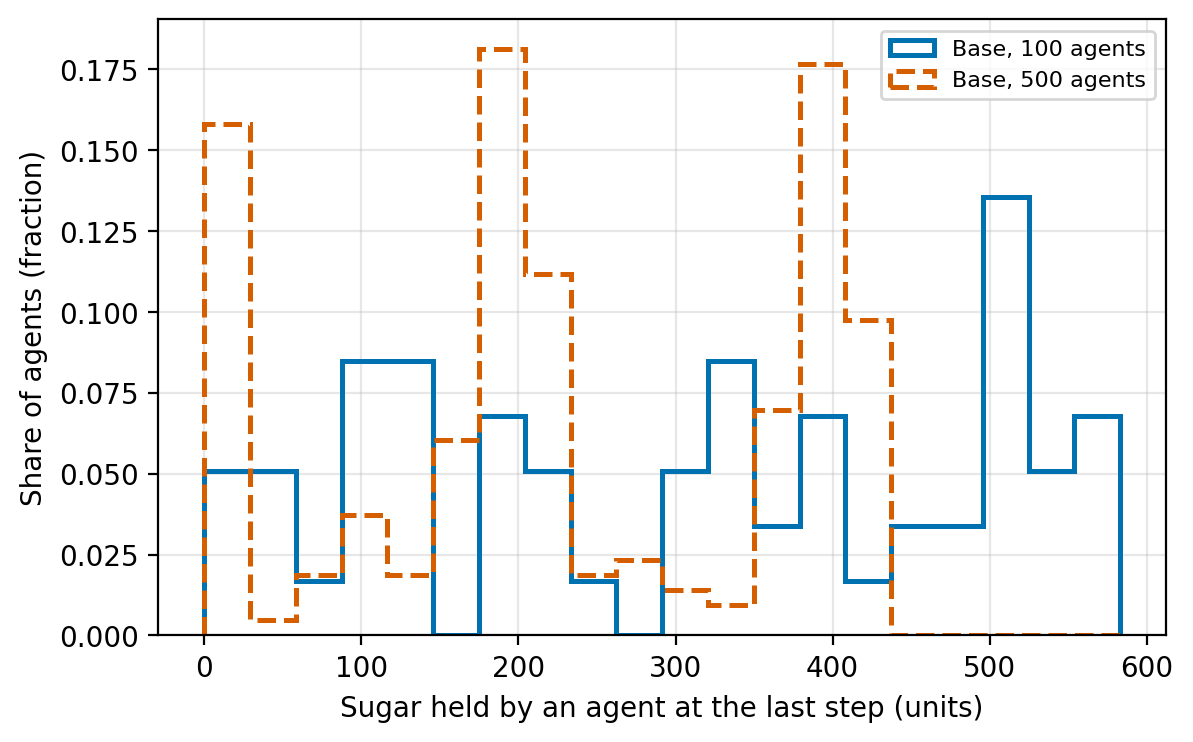 Base, 100 agents
Base, 500 agents
Share of agents (fraction)
0.175
0.150
0.125
0.100
0.075
0.050
0.025
0.000
0 100 200 300 400 500 600
Sugar held by an agent at the last step (units)